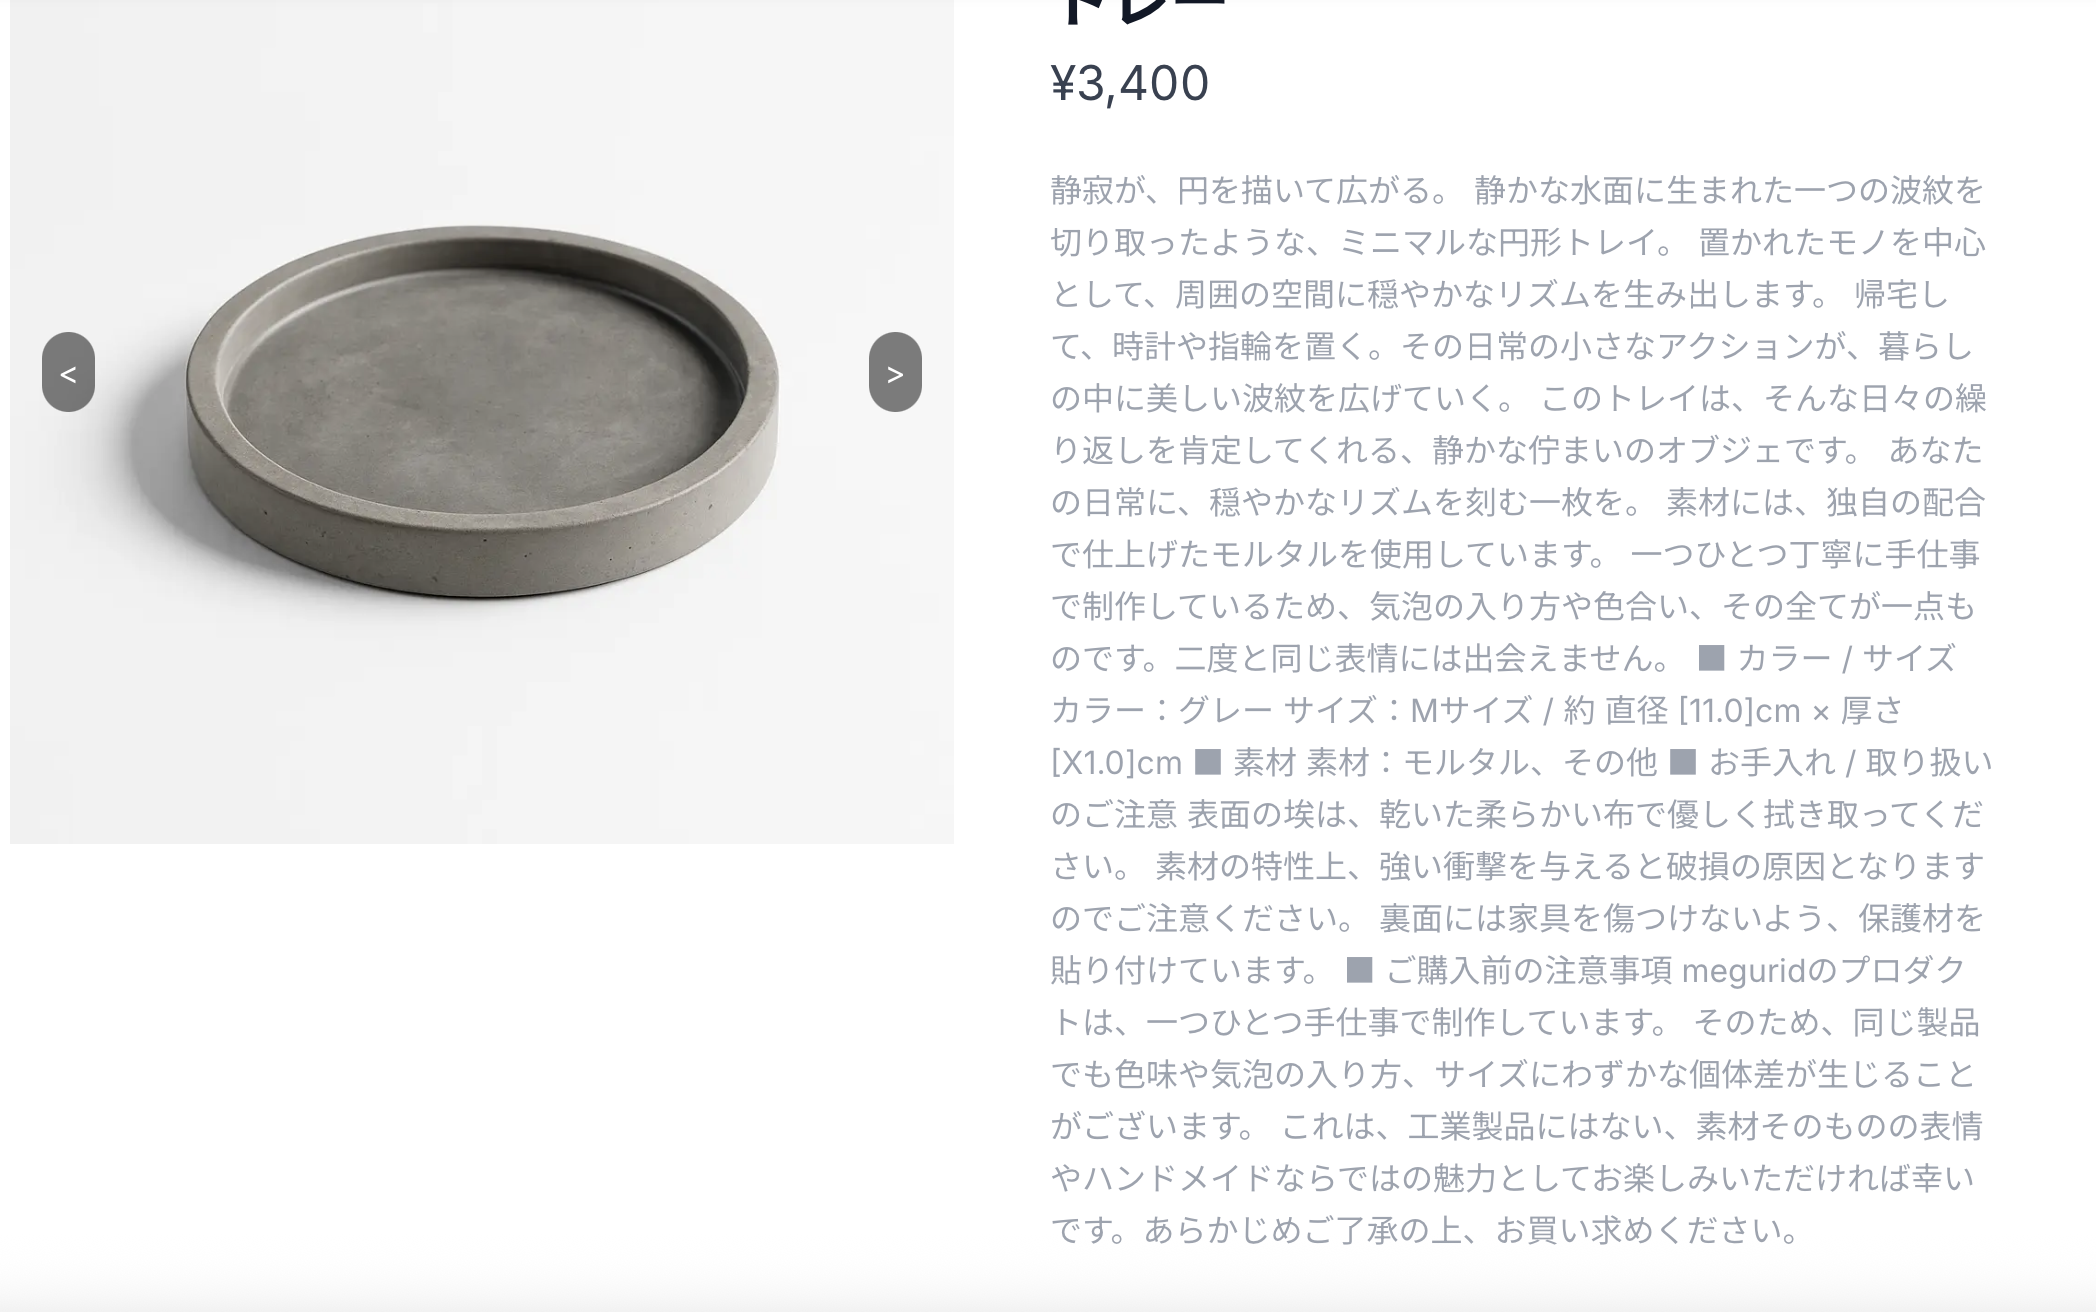 トレー
¥3,400
静寂が、円を描いて広がる。 静かな水面に生まれた一つの波紋を
切り取ったような、ミニマルな円形トレイ。 置かれたモノを中心
として、周囲の空間に穏やかなリズムを生み出します。 帰宅し
て、時計や指輪を置く。その日常の小さなアクションが、暮らし
の中に美しい波紋を広げていく。 このトレイは、そんな日々の繰
り返しを肯定してくれる、静かな佇まいのオブジェです。 あなた
の日常に、穏やかなリズムを刻む一枚を。 素材には、独自の配合
で仕上げたモルタルを使用しています。 一つひとつ丁寧に手仕事
で制作しているため、気泡の入り方や色合い、その全てが一点も
のです。二度と同じ表情には出会えません。 ■ カラー / サイズ
カラー：グレー サイズ：Mサイズ / 約 直径 [11.0]cm × 厚さ
[X1.0]cm ■ 素材 素材：モルタル、その他 ■ お手入れ / 取り扱い
のご注意 表面の埃は、乾いた柔らかい布で優しく拭き取ってくだ
さい。 素材の特性上、強い衝撃を与えると破損の原因となります
のでご注意ください。 裏面には家具を傷つけないよう、保護材を
貼り付けています。 ■ ご購入前の注意事項 meguridのプロダク
トは、一つひとつ手仕事で制作しています。 そのため、同じ製品
でも色味や気泡の入り方、サイズにわずかな個体差が生じること
がございます。 これは、工業製品にはない、素材そのものの表情
やハンドメイドならではの魅力としてお楽しみいただければ幸い
です。あらかじめご了承の上、お買い求めください。
<
>